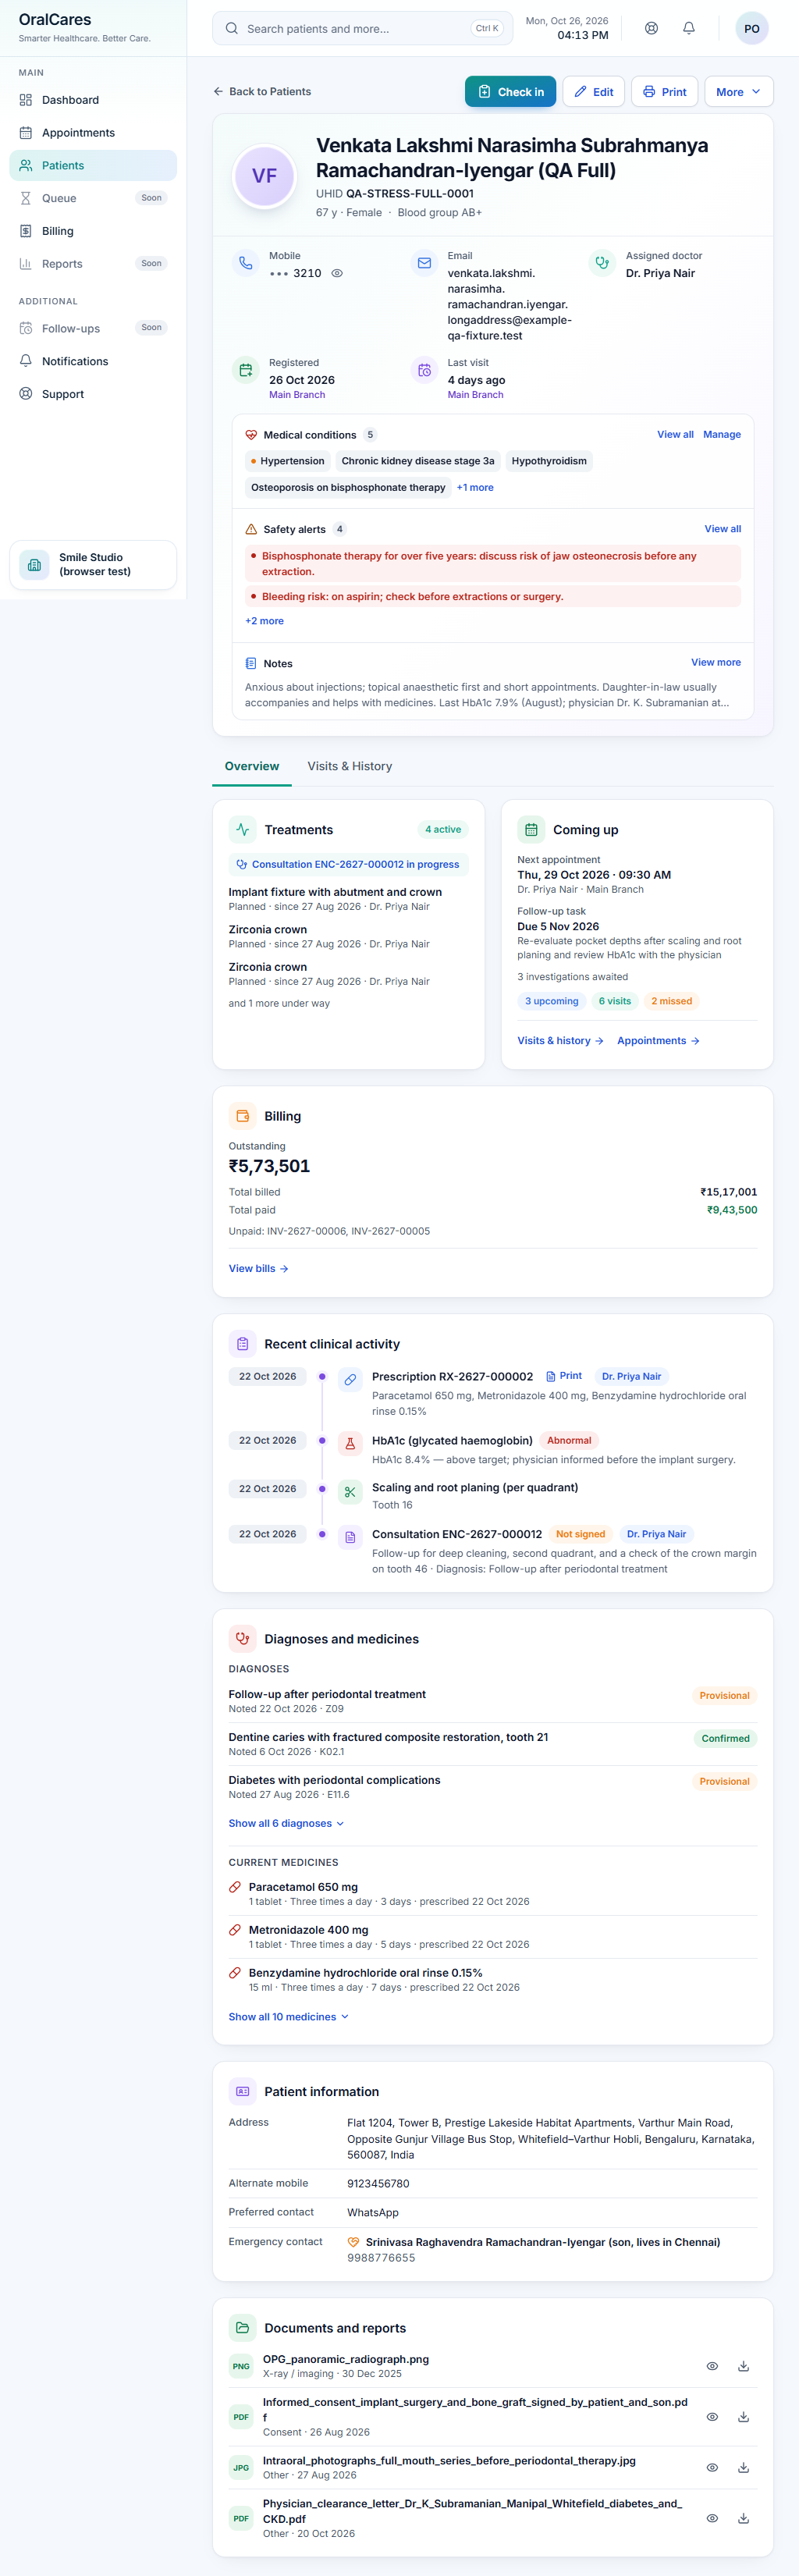 OralCares
Smarter Healthcare. Better Care.
Search patients and more...
Ctrl K
Mon, Oct 26, 2026
04:13 PM
PO
MAIN
Dashboard
Appointments
Patients
Queue
Soon
Billing
Reports
Soon
ADDITIONAL
Follow-ups
Soon
Notifications
Support
Smile Studio
(browser test)
Back to Patients
Check in
Edit
Print
More
VF
Venkata Lakshmi Narasimha Subrahmanya
Ramachandran-Iyengar (QA Full)
UHID QA-STRESS-FULL-0001
67 y · Female · Blood group AB+
Mobile
••• 3210
Email
venkata.lakshmi.
narasimha.
ramachandran.iyengar.
longaddress@example-
qa-fixture.test
Assigned doctor
Dr. Priya Nair
Registered
26 Oct 2026
Main Branch
Last visit
4 days ago
Main Branch
Medical conditions 5
View all Manage
Hypertension
Chronic kidney disease stage 3a
Hypothyroidism
Osteoporosis on bisphosphonate therapy
+1 more
Safety alerts 4
View all
Bisphosphonate therapy for over five years: discuss risk of jaw osteonecrosis before any
extraction.
Bleeding risk: on aspirin; check before extractions or surgery.
+2 more
Notes
View more
Anxious about injections; topical anaesthetic first and short appointments. Daughter-in-law usually
accompanies and helps with medicines. Last HbA1c 7.9% (August); physician Dr. K. Subramanian at...
Overview
Visits & History
Treatments
4 active
Consultation ENC-2627-000012 in progress
Implant fixture with abutment and crown
Planned · since 27 Aug 2026 · Dr. Priya Nair
Zirconia crown
Planned · since 27 Aug 2026 · Dr. Priya Nair
Zirconia crown
Planned · since 27 Aug 2026 · Dr. Priya Nair
and 1 more under way
Coming up
Next appointment
Thu, 29 Oct 2026 · 09:30 AM
Dr. Priya Nair · Main Branch
Follow-up task
Due 5 Nov 2026
Re-evaluate pocket depths after scaling and root
planing and review HbA1c with the physician
3 investigations awaited
3 upcoming
6 visits
2 missed
Visits & history →
Appointments →
Billing
Outstanding
₹5,73,501
Total billed
₹15,17,001
Total paid
₹9,43,500
Unpaid: INV-2627-00006, INV-2627-00005
View bills →
Recent clinical activity
22 Oct 2026
Prescription RX-2627-000002
Print
Dr. Priya Nair
Paracetamol 650 mg, Metronidazole 400 mg, Benzydamine hydrochloride oral
rinse 0.15%
22 Oct 2026
HbA1c (glycated haemoglobin)
Abnormal
HbA1c 8.4% — above target; physician informed before the implant surgery.
22 Oct 2026
Scaling and root planing (per quadrant)
Tooth 16
22 Oct 2026
Consultation ENC-2627-000012
Not signed
Dr. Priya Nair
Follow-up for deep cleaning, second quadrant, and a check of the crown margin
on tooth 46 · Diagnosis: Follow-up after periodontal treatment
Diagnoses and medicines
DIAGNOSES
Follow-up after periodontal treatment
Provisional
Noted 22 Oct 2026 · Z09
Dentine caries with fractured composite restoration, tooth 21
Confirmed
Noted 6 Oct 2026 · K02.1
Diabetes with periodontal complications
Provisional
Noted 27 Aug 2026 · E11.6
Show all 6 diagnoses
CURRENT MEDICINES
Paracetamol 650 mg
1 tablet · Three times a day · 3 days · prescribed 22 Oct 2026
Metronidazole 400 mg
1 tablet · Three times a day · 5 days · prescribed 22 Oct 2026
Benzydamine hydrochloride oral rinse 0.15%
15 ml · Three times a day · 7 days · prescribed 22 Oct 2026
Show all 10 medicines
Patient information
Address
Flat 1204, Tower B, Prestige Lakeside Habitat Apartments, Varthur Main Road,
Opposite Gunjur Village Bus Stop, Whitefield–Varthur Hobli, Bengaluru, Karnataka,
560087, India
Alternate mobile
9123456780
Preferred contact
WhatsApp
Emergency contact
Srinivasa Raghavendra Ramachandran-Iyengar (son, lives in Chennai)
9988776655
Documents and reports
PNG
OPG_panoramic_radiograph.png
X-ray / imaging · 30 Dec 2025
PDF
Informed_consent_implant_surgery_and_bone_graft_signed_by_patient_and_son.pd
f
Consent · 26 Aug 2026
JPG
Intraoral_photographs_full_mouth_series_before_periodontal_therapy.jpg
Other · 27 Aug 2026
PDF
Physician_clearance_letter_Dr_K_Subramanian_Manipal_Whitefield_diabetes_and_
CKD.pdf
Other · 20 Oct 2026